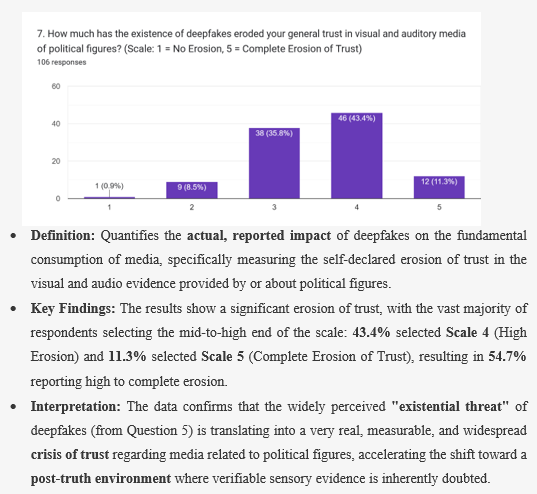 7. How much has the existence of deepfakes eroded your general trust in visual and auditory media
of political figures? (Scale: 1 = No Erosion, 5 = Complete Erosion of Trust)
106 responses
60
40
20
0
1 (0.9%)
9 (8.5%)
38 (35.8%)
46 (43.4%)
12 (11.3%)
1
2
3
4
5
• Definition: Quantifies the actual, reported impact of deepfakes on the fundamental
consumption of media, specifically measuring the self-declared erosion of trust in the
visual and audio evidence provided by or about political figures.
• Key Findings: The results show a significant erosion of trust, with the vast majority of
respondents selecting the mid-to-high end of the scale: 43.4% selected Scale 4 (High
Erosion) and 11.3% selected Scale 5 (Complete Erosion of Trust), resulting in 54.7%
reporting high to complete erosion.
• Interpretation: The data confirms that the widely perceived "existential threat" of
deepfakes (from Question 5) is translating into a very real, measurable, and widespread
crisis of trust regarding media related to political figures, accelerating the shift toward a
post-truth environment where verifiable sensory evidence is inherently doubted.